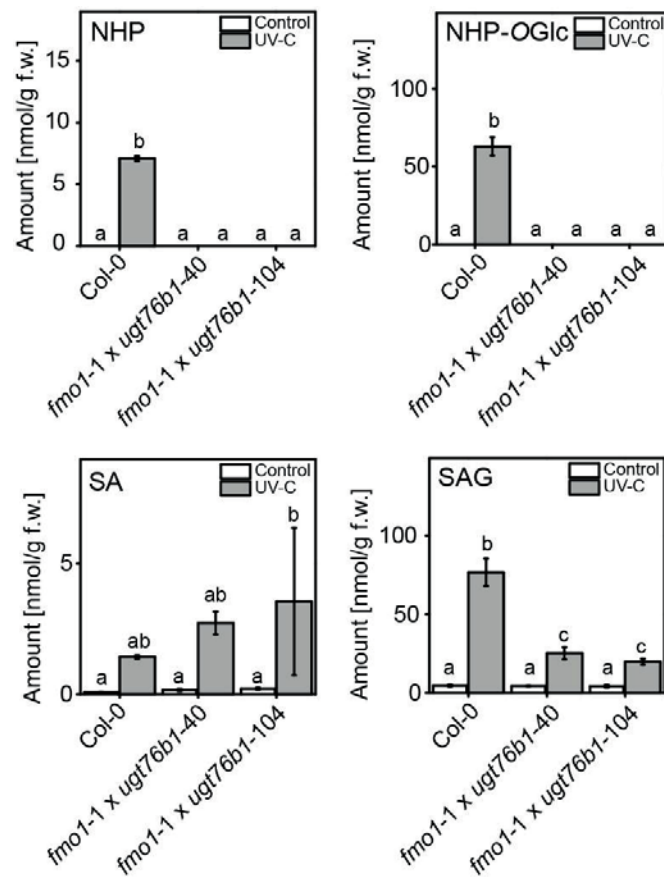 NHP
Control
UV-C
Amount [nmol/g f.w.]
15
10
5
0
a
b
a
a
a
a
Col-0
fmo1-1 x ugt76b1-40
fmo1-1 x ugt76b1-104
NHP-OGlc
Control
UV-C
Amount [nmol/g f.w.]
100
50
0
a
b
a
a
a
a
Col-0
fmo1-1 x ugt76b1-40
fmo1-1 x ugt76b1-104
SA
Control
UV-C
Amount [nmol/g f.w.]
5
0
a
ab
a
ab
a
b
Col-0
fmo1-1 x ugt76b1-40
fmo1-1 x ugt76b1-104
SAG
Control
UV-C
Amount [nmol/g f.w.]
100
50
0
a
b
a
c
a
c
Col-0
fmo1-1 x ugt76b1-40
fmo1-1 x ugt76b1-104